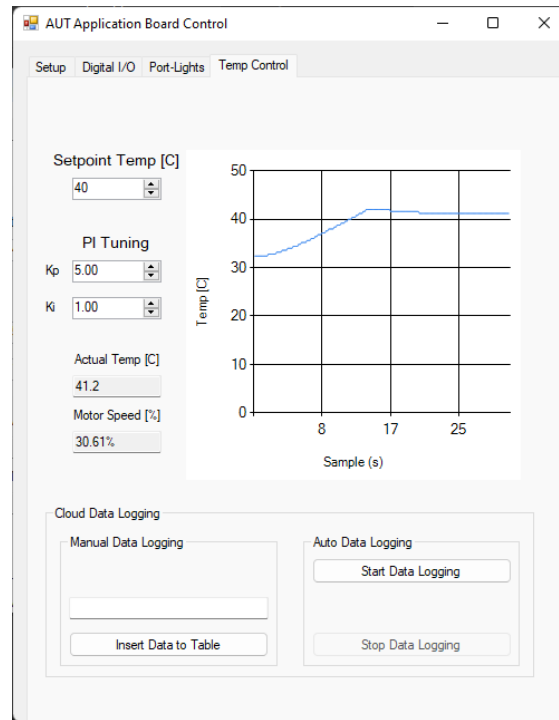 AUT Application Board Control
Setup Digital I/O Port-Lights Temp Control
Setpoint Temp [C]
40
PI Tuning
Kp 5.00
Ki 1.00
Actual Temp [C]
41.2
Motor Speed [%]
30.61%
50
40
30
20
10
0
Temp [C]
8 17 25
Sample (s)
Cloud Data Logging
Manual Data Logging
Insert Data to Table
Auto Data Logging
Start Data Logging
Stop Data Logging